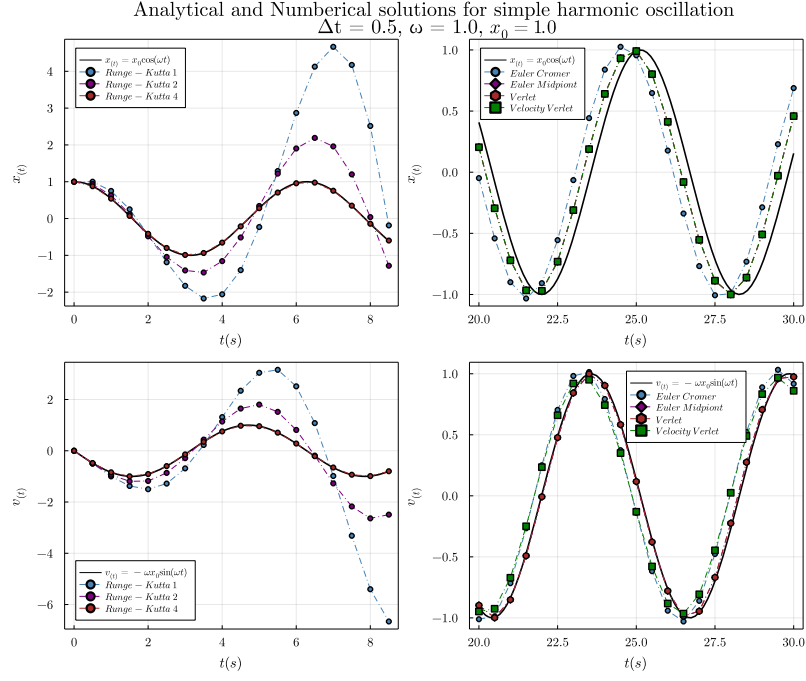 Analytical and Numberical solutions for simple harmonic oscillation
Δt = 0.5, ω = 1.0, x₀ = 1.0
x₍ₜ₎ = x₀cos(ωt)
Runge − Kutta 1
Runge − Kutta 2
Runge − Kutta 4
x₍ₜ₎
4
3
2
1
0
−1
−2
0 2 4 6 8
t(s)
x₍ₜ₎ = x₀cos(ωt)
Euler Cromer
Euler Midpiont
Verlet
Velocity Verlet
x₍ₜ₎
1.0
0.5
0.0
−0.5
−1.0
20.0 22.5 25.0 27.5 30.0
t(s)
v₍ₜ₎
2
0
−2
−4
−6
v₍ₜ₎ = − ωx₀sin(ωt)
Runge − Kutta 1
Runge − Kutta 2
Runge − Kutta 4
0 2 4 6 8
t(s)
v₍ₜ₎ = − ωx₀sin(ωt)
Euler Cromer
Euler Midpiont
Verlet
Velocity Verlet
v₍ₜ₎
1.0
0.5
0.0
−0.5
−1.0
20.0 22.5 25.0 27.5 30.0
t(s)